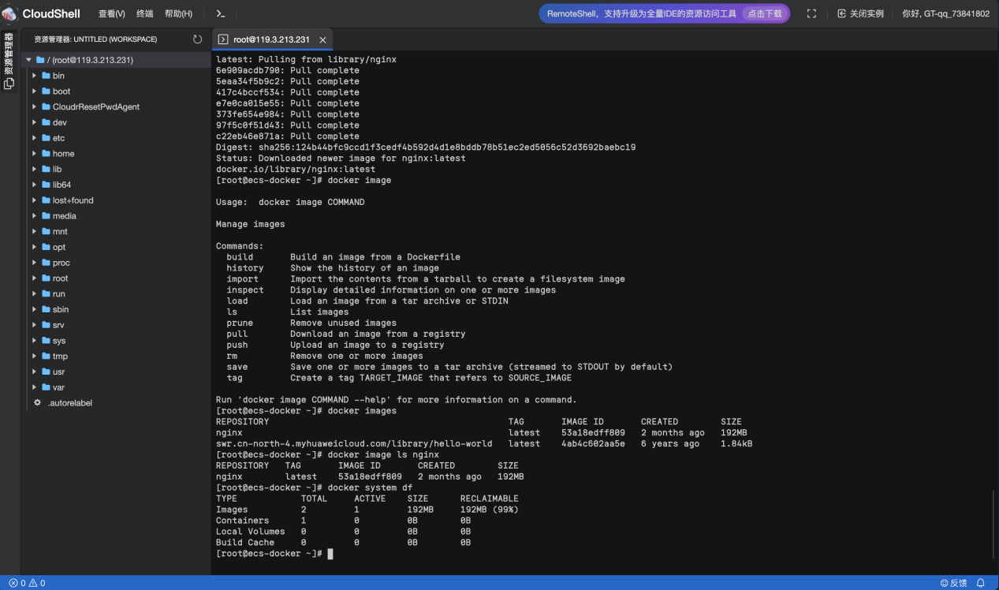 CloudShell 查看(V) 终端 帮助(H) RemoteShell，支持升级为全量IDE的资源访问工具 点击下载 关闭实例 你好, GT-qq_73841802
资源管理器
资源管理器: UNTITLED (WORKSPACE)
/ (root@119.3.213.231)
bin
boot
CloudrResetPwdAgent
dev
etc
home
lib
lib64
lost+found
media
mnt
opt
proc
root
run
sbin
srv
sys
tmp
usr
var
.autorelabel
root@119.3.213.231
latest: Pulling from library/nginx
6e909acdb790: Pull complete
5eaa34f5b9c2: Pull complete
417c4bccf534: Pull complete
e7e0ca015e55: Pull complete
373fe654e984: Pull complete
97f5c0f51d43: Pull complete
c22eb46e871a: Pull complete
Digest: sha256:124b44bfc9ccd1f3cedf4b592d4d1e8bddb78b51ec2ed5056c52d3692baebc19
Status: Downloaded newer image for nginx:latest
docker.io/library/nginx:latest
[root@ecs-docker ~]# docker image
Usage:  docker image COMMAND
Manage images
Commands:
  build       Build an image from a Dockerfile
  history     Show the history of an image
  import      Import the contents from a tarball to create a filesystem image
  inspect     Display detailed information on one or more images
  load        Load an image from a tar archive or STDIN
  ls          List images
  prune       Remove unused images
  pull        Download an image from a registry
  push        Upload an image to a registry
  rm          Remove one or more images
  save        Save one or more images to a tar archive (streamed to STDOUT by default)
  tag         Create a tag TARGET_IMAGE that refers to SOURCE_IMAGE
Run 'docker image COMMAND --help' for more information on a command.
[root@ecs-docker ~]# docker images
REPOSITORY                                          TAG       IMAGE ID       CREATED        SIZE
nginx                                               latest    53a18edff809   2 months ago   192MB
swr.cn-north-4.myhuaweicloud.com/library/hello-world   latest    4ab4c602aa5e   6 years ago    1.84kB
[root@ecs-docker ~]# docker image ls nginx
REPOSITORY   TAG       IMAGE ID       CREATED        SIZE
nginx        latest    53a18edff809   2 months ago   192MB
[root@ecs-docker ~]# docker system df
TYPE            TOTAL     ACTIVE    SIZE      RECLAIMABLE
Images          2         1         192MB     192MB (99%)
Containers      1         0         0B        0B
Local Volumes   0         0         0B        0B
Build Cache     0         0         0B        0B
[root@ecs-docker ~]#
0 0 反馈